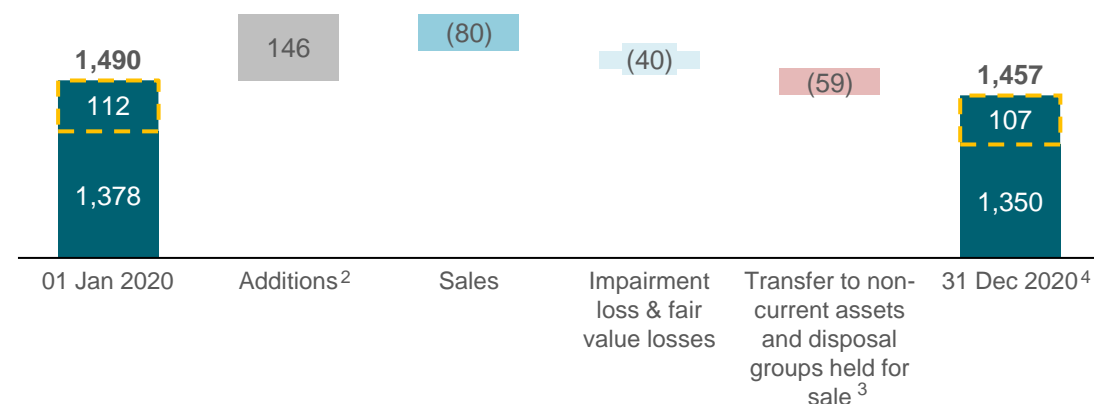 1,490
112
1,378
146
(80)
(40)
(59)
1,457
107
1,350
01 Jan 2020
Additions2
Sales
Impairment
loss & fair
value losses
Transfer to non-
current assets
and disposal
groups held for
sale 3
31 Dec 20204